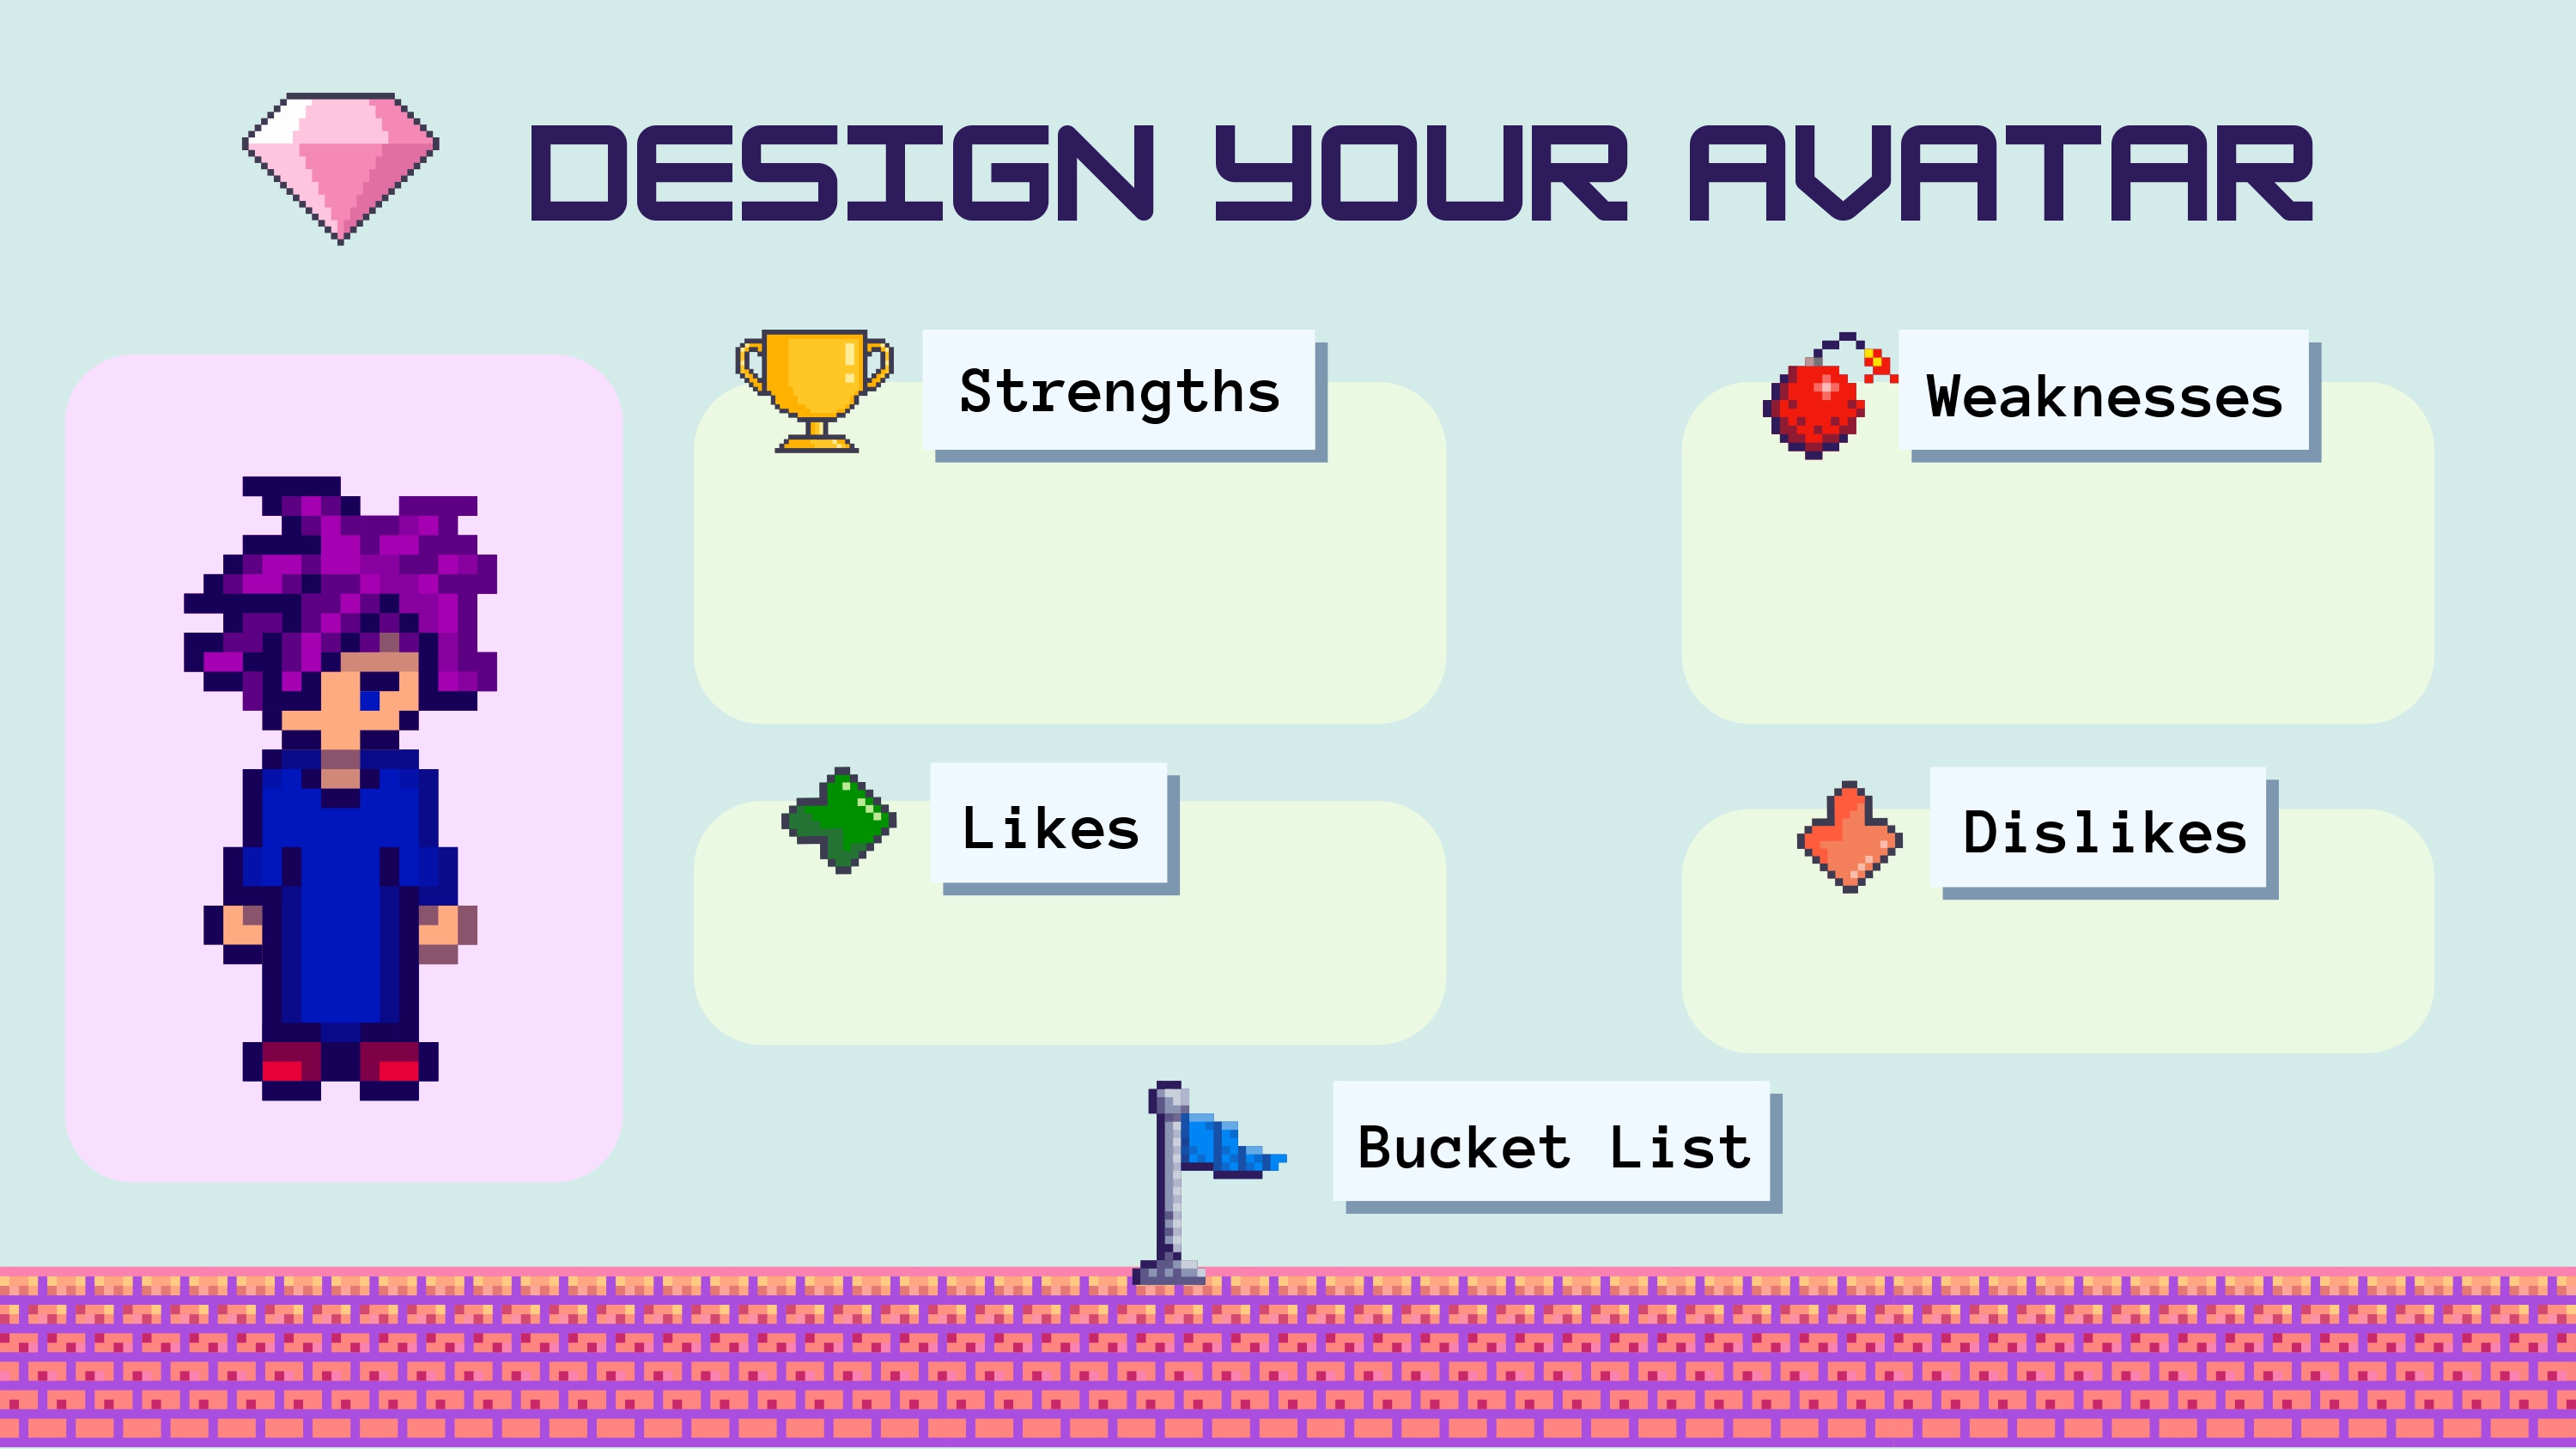 DESIGN YOUR AVATAR
Strengths
Weaknesses
Likes
Dislikes
Bucket List